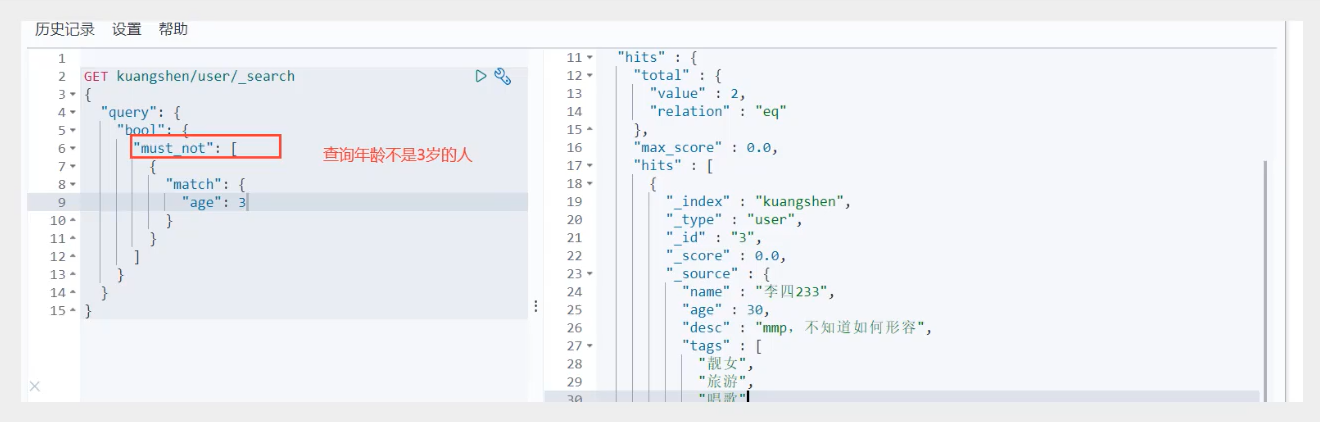 历史记录 设置 帮助
1
2 GET kuangshen/user/_search
3 {
4 "query": {
5 "bool": {
6 "must_not": [
查询年龄不是3岁的人
7 {
8 "match": {
9 "age": 3
10 }
11 }
12 ]
13 }
14 }
15 }
11 "hits" : {
12 "total" : {
13 "value" : 2,
14 "relation" : "eq"
15 },
16 "max_score" : 0.0,
17 "hits" : [
18 {
19 "_index" : "kuangshen",
20 "_type" : "user",
21 "_id" : "3",
22 "_score" : 0.0,
23 "_source" : {
24 "name" : "李四233",
25 "age" : 30,
26 "desc" : "mmp，不知道如何形容",
27 "tags" : [
28 "靓女",
29 "旅游",
30 "唱歌"